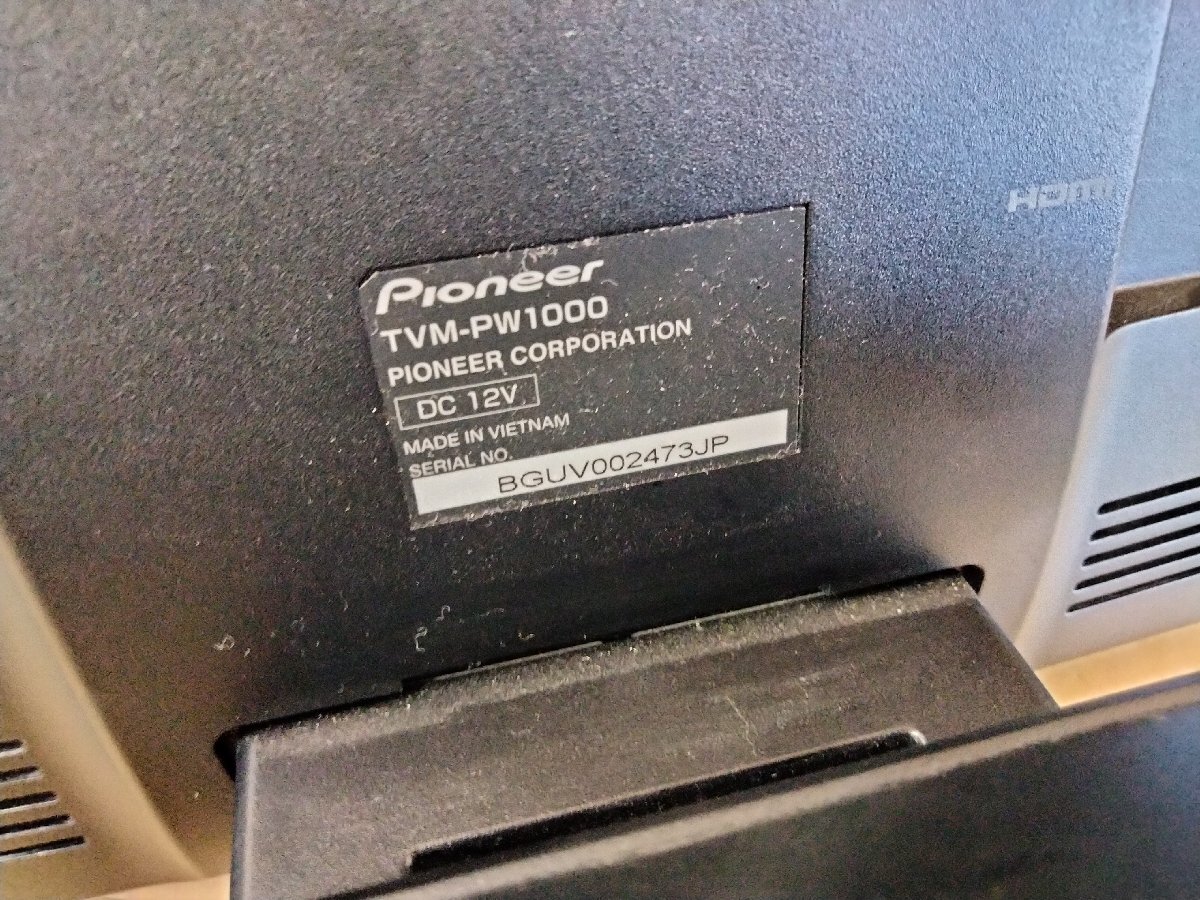 HDMI
Pioneer
TVM-PW1000
PIONEER CORPORATION
DC 12V
MADE IN VIETNAM
SERIAL NO.
BGUV002473JP